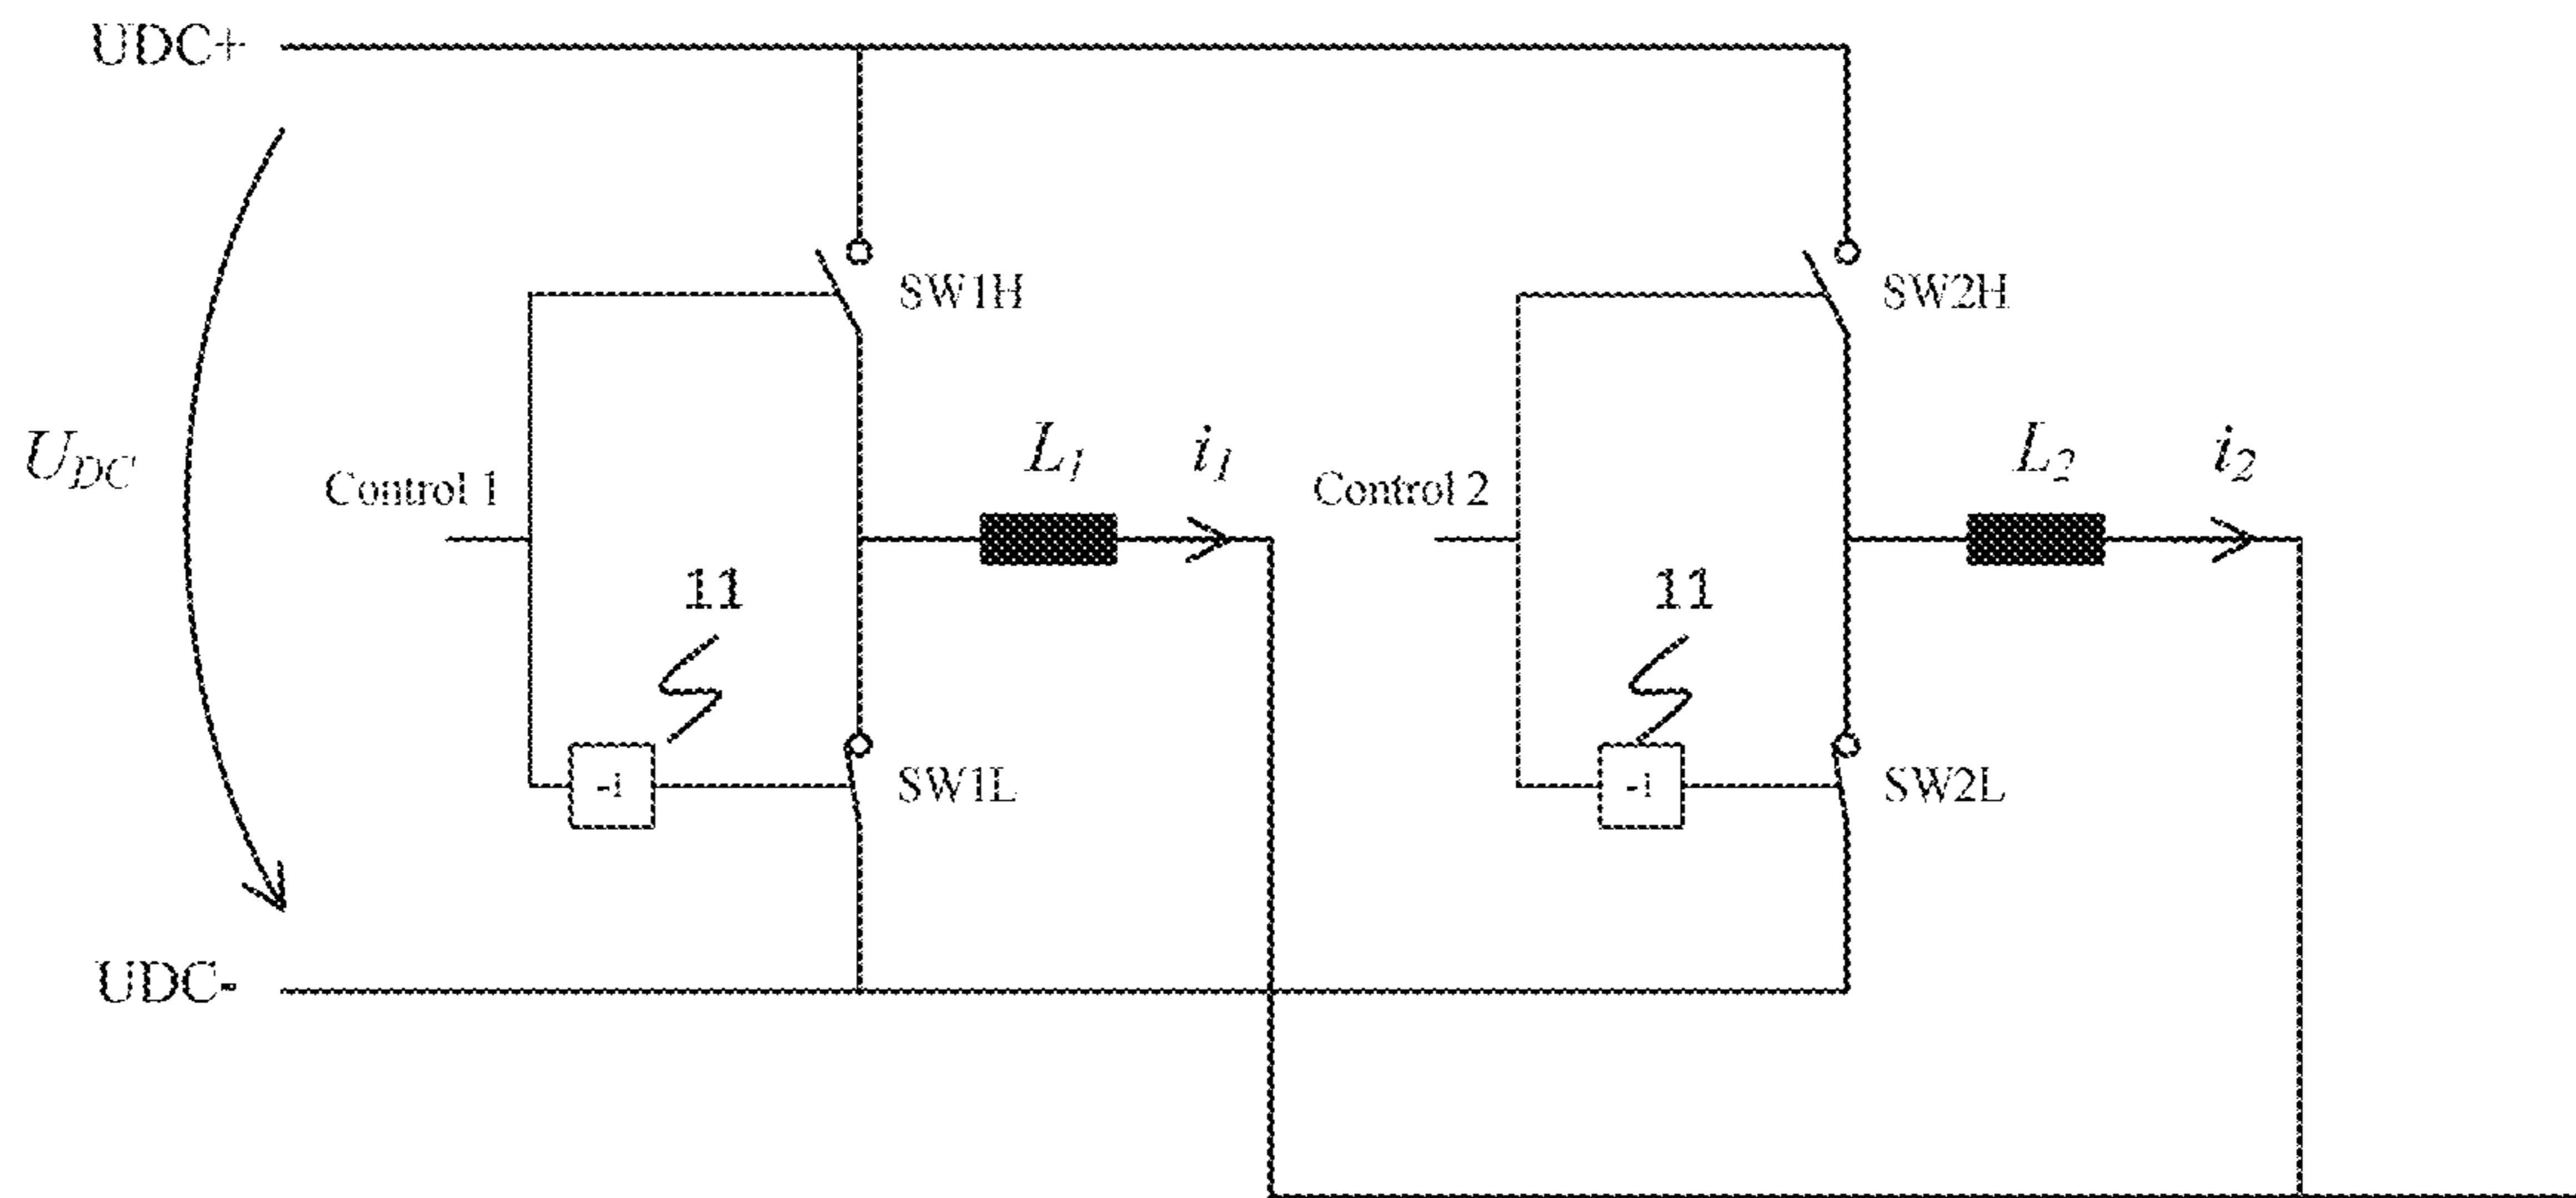 UDC+
SW1H
SW2H
UDC
Control 1
L1
i1
Control 2
L2
i2
11
11
-1
SW1L
-1
SW2L
UDC-